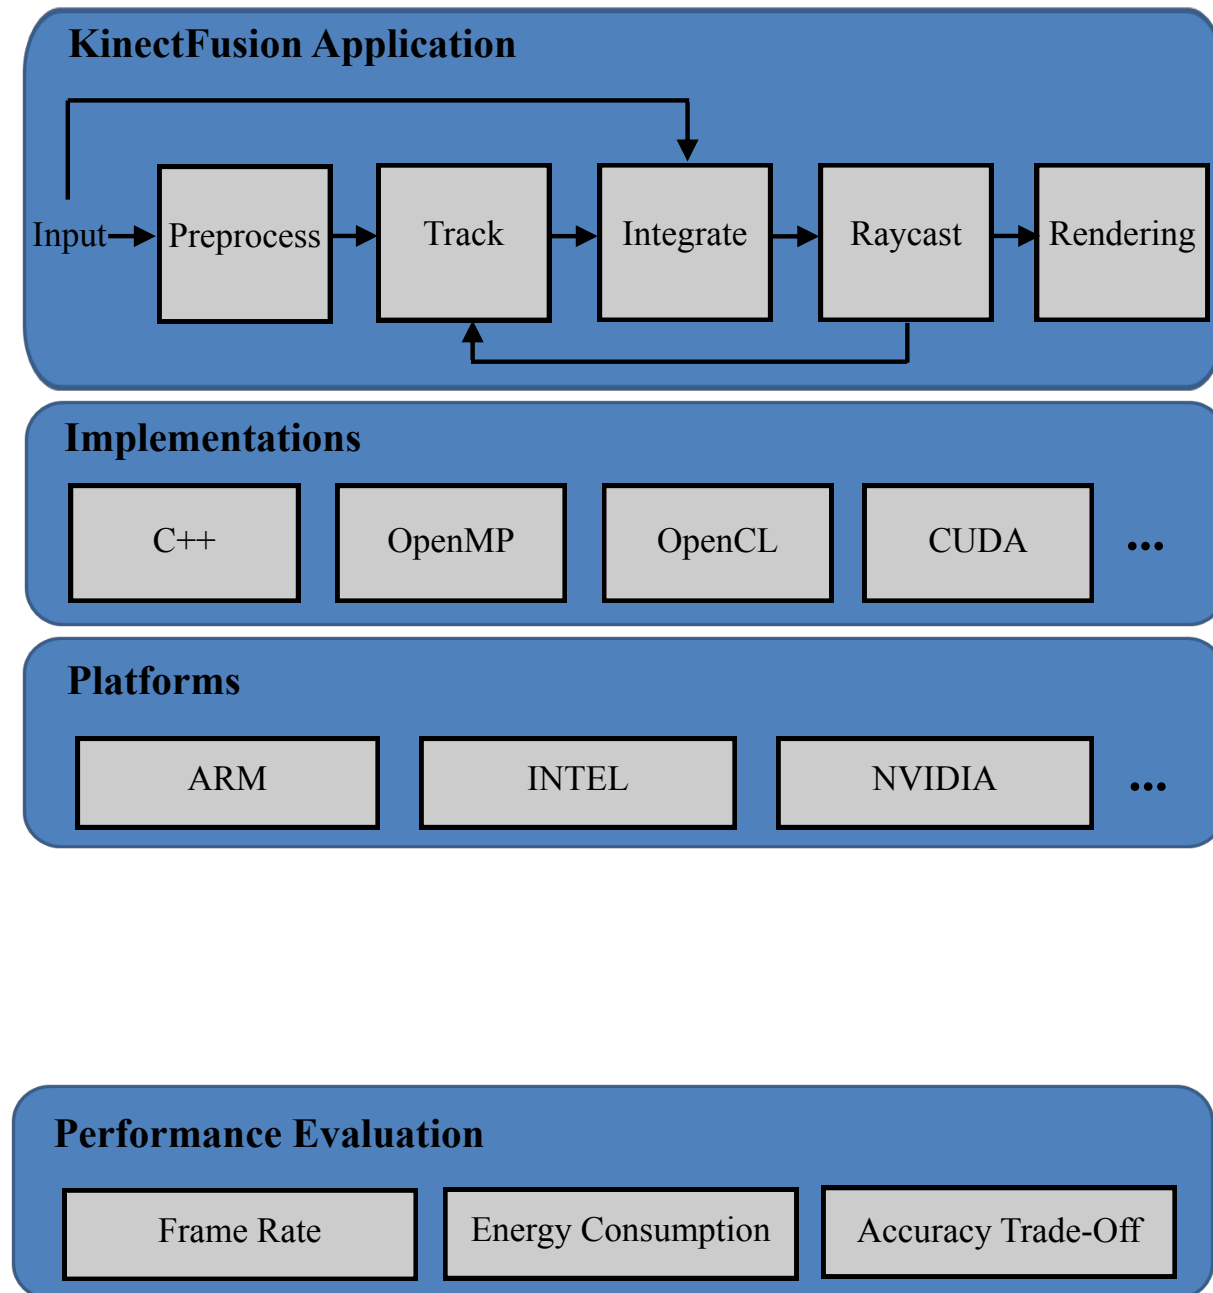 KinectFusion Application
Input Preprocess Track Integrate Raycast Rendering
Implementations
C++ OpenMP OpenCL CUDA ...
Platforms
ARM INTEL NVIDIA ...
Performance Evaluation
Frame Rate Energy Consumption Accuracy Trade-Off